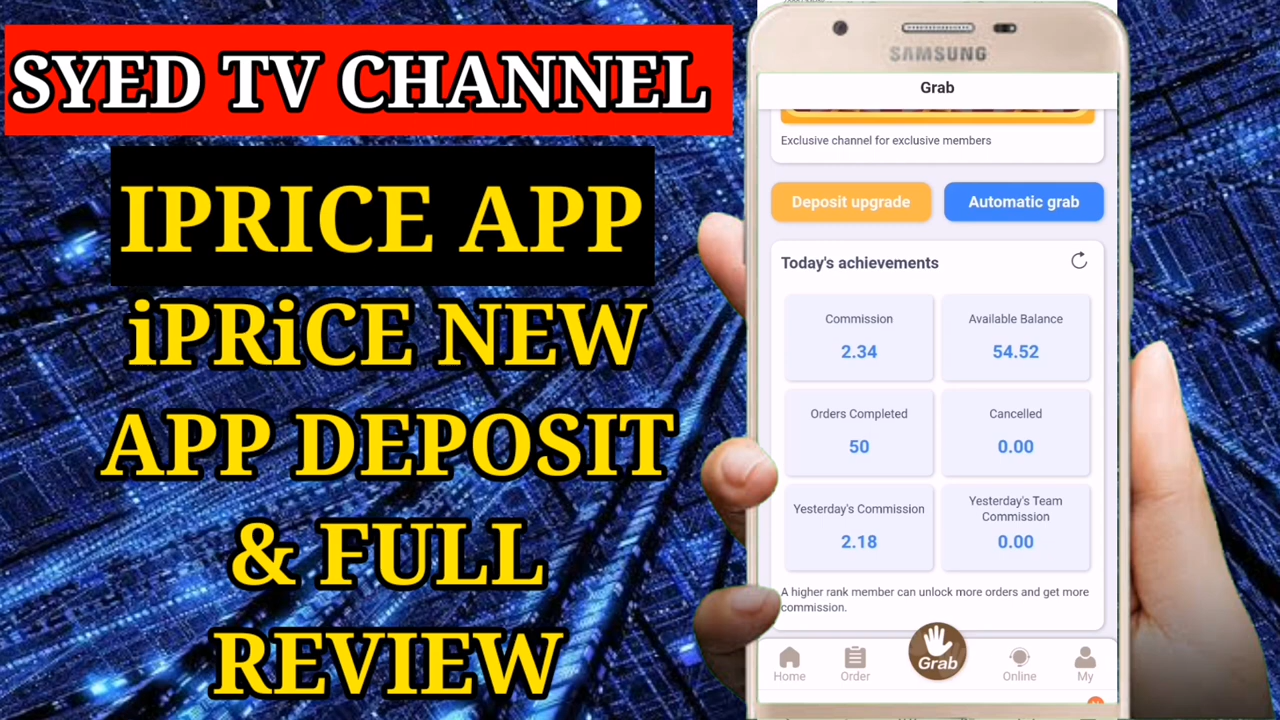 SYED TV CHANNEL
IPRICE APP
iPRiCE NEW
APP DEPOSIT
& FULL
REVIEW
SAMSUNG
Grab
Exclusive channel for exclusive members
Deposit upgrade
Automatic grab
Today's achievements
Commission
2.34
Available Balance
54.52
Orders Completed
50
Cancelled
0.00
Yesterday's Commission
2.18
Yesterday's Team
Commission
0.00
A higher rank member can unlock more orders and get more
commission.
Home
Order
Grab
Online
My